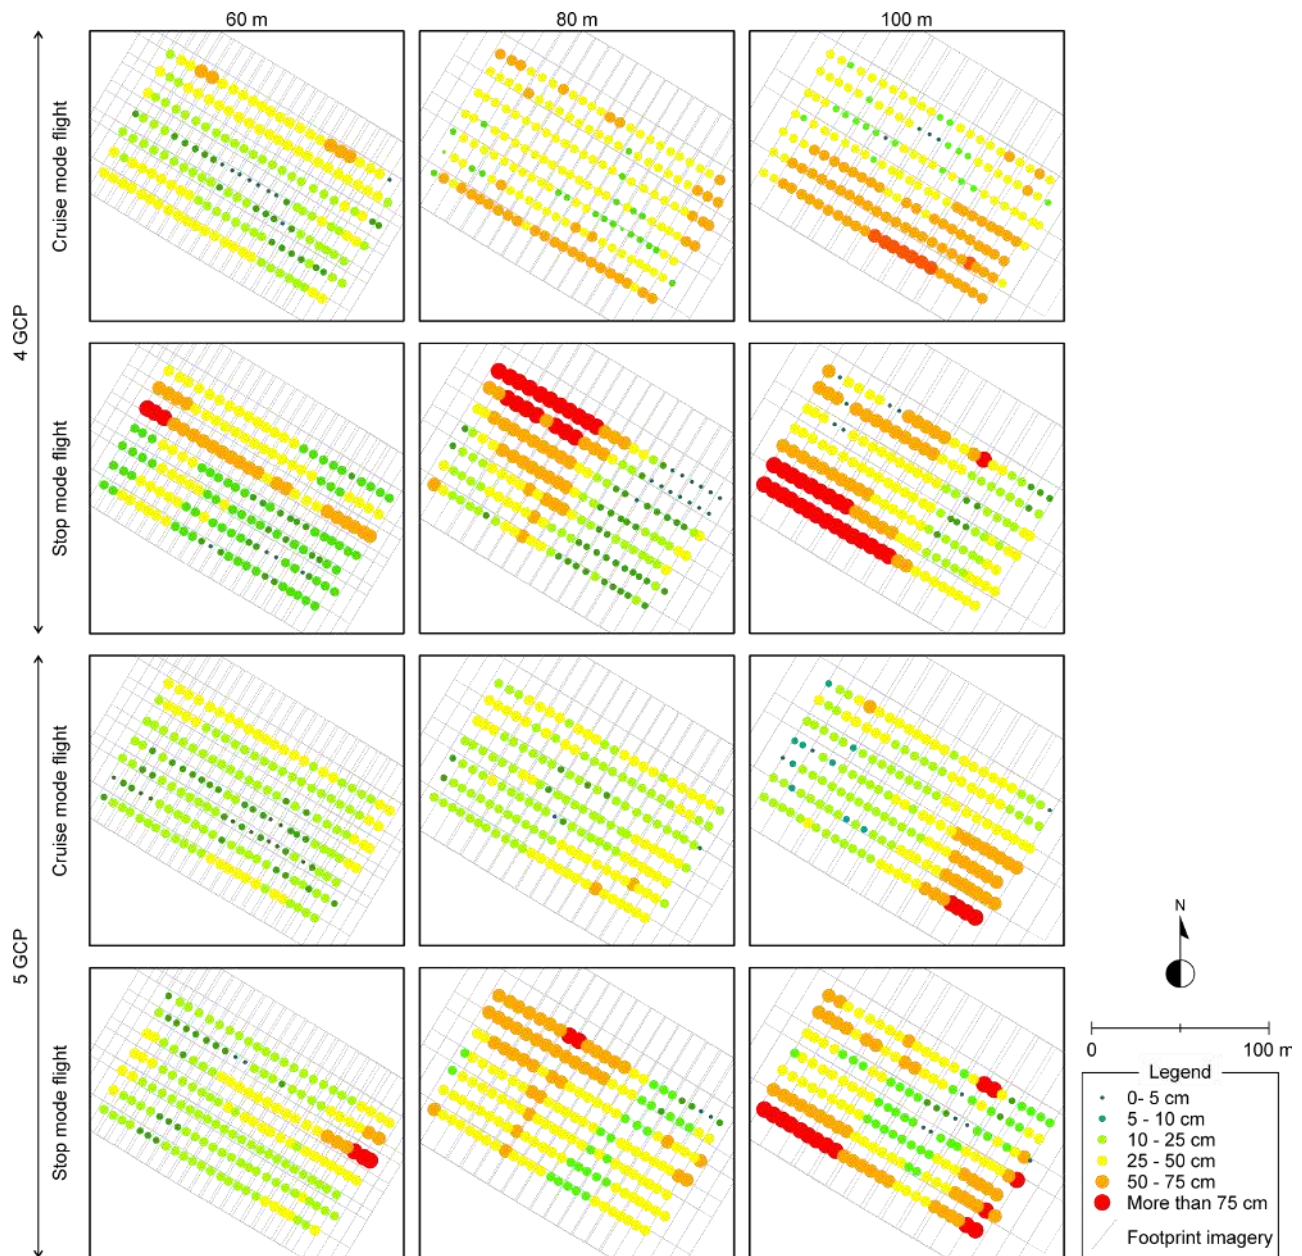 60 m 80 m 100 m
Cruise mode flight
4 GCP
Stop mode flight
Cruise mode flight
5 GCP
Stop mode flight
N
0 100 m
Legend
0- 5 cm
5 - 10 cm
10 - 25 cm
25 - 50 cm
50 - 75 cm
More than 75 cm
Footprint imagery